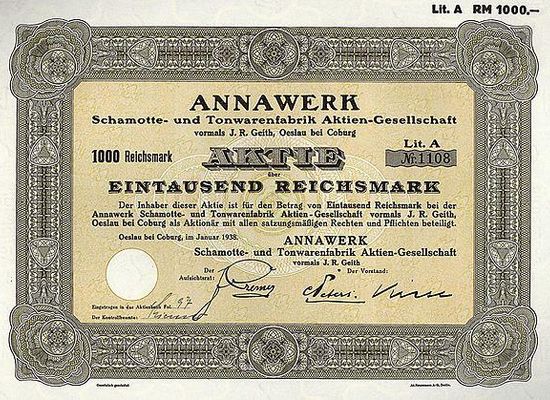 Lit. A RM 1000.—
ANNAWERK
Schamotte- und Tonwarenfabrik Aktien-Gesellschaft
vormals J. R. Geith, Oeslau bei Coburg
1000 Reichsmark AKTIE Lit. A
№ 1108
über
EINTAUSEND REICHSMARK
Der Inhaber dieser Aktie ist für den Betrag von Eintausend Reichsmark bei der
Annawerk Schamotte- und Tonwarenfabrik Aktien-Gesellschaft vormals J. R. Geith,
Oeslau bei Coburg als Aktionär mit allen satzungsmäßigen Rechten und Pflichten beteiligt.
Oeslau bei Coburg, im Januar 1938.
ANNAWERK
Schamotte- und Tonwarenfabrik Aktien-Gesellschaft
vormals J. R. Geith
Der Aufsichtsrat:
Der Vorstand:
Eingetragen in das Aktienbuch Fol. 97
Der Kontrollbeamte: